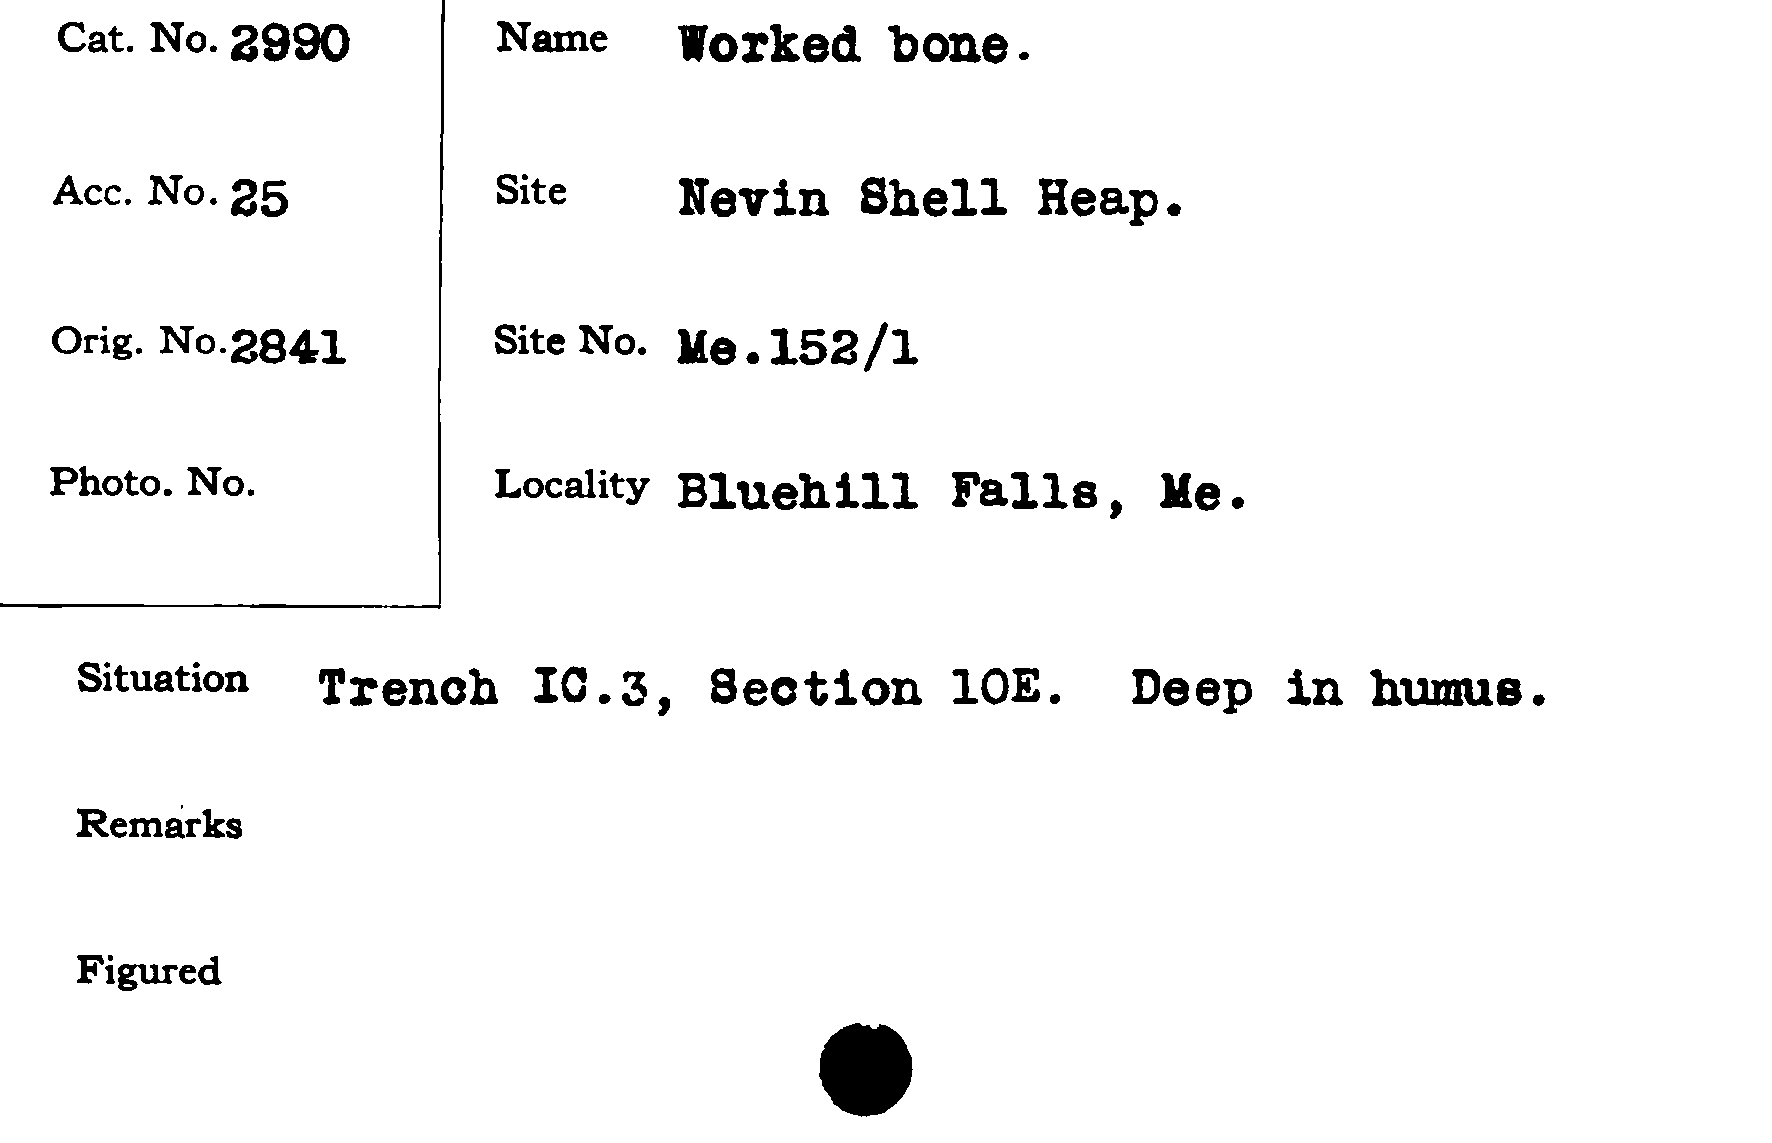 Cat. No. 2990
Name Worked bone.
Acc. No. 25
Site Nevin Shell Heap.
Orig. No. 2841
Site No. Me.152/1
Photo. No.
Locality Bluehill Falls, Me.
Situation Trench IC.3, Section 10E. Deep in humus.
Remarks
Figured